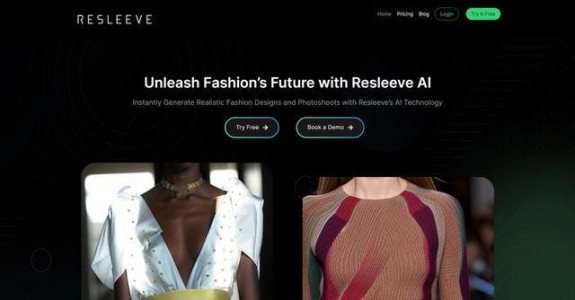 RESLEEVE
Home Pricing Blog Login Try It Free
Unleash Fashion's Future with Resleeve AI
Instantly Generate Realistic Fashion Designs and Photoshoots with Resleeve's AI Technology
Try Free → Book a Demo →